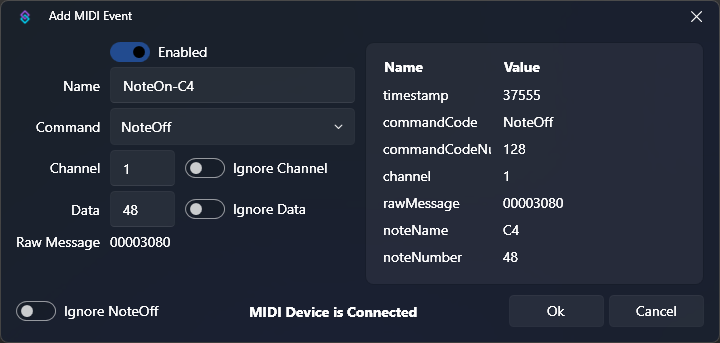 Add MIDI Event
Enabled
Name NoteOn-C4
Command NoteOff
Channel 1 Ignore Channel
Data 48 Ignore Data
Raw Message 00003080
Name Value
timestamp 37555
commandCode NoteOff
commandCodeNu 128
channel 1
rawMessage 00003080
noteName C4
noteNumber 48
Ignore NoteOff MIDI Device is Connected Ok Cancel